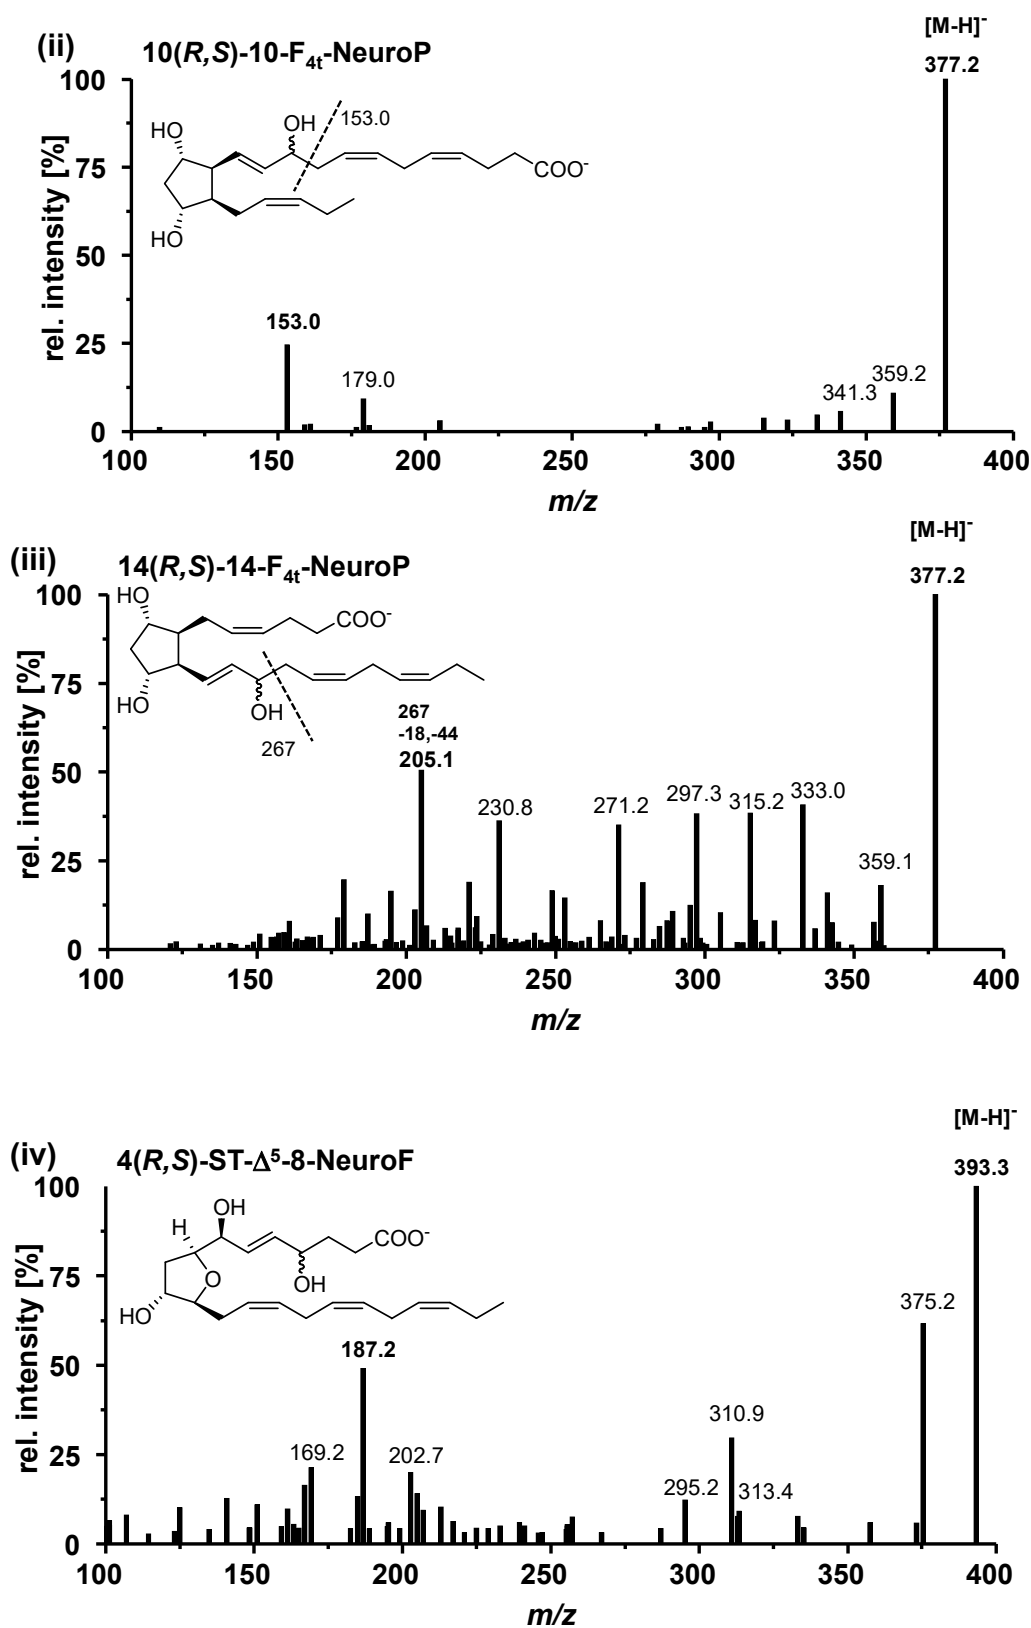 [M-H]-
(ii) 10(R,S)-10-F4t-NeuroP
377.2
100
75
50
25
0
rel. intensity [%]
HO
OH
153.0
COO-
HO
153.0
179.0
341.3
359.2
100 150 200 250 300 350 400
m/z
[M-H]-
(iii) 14(R,S)-14-F4t-NeuroP
377.2
100
75
50
25
0
rel. intensity [%]
HO
COO-
HO
OH
267
267
-18,-44
205.1
230.8
271.2
297.3
315.2
333.0
359.1
100 150 200 250 300 350 400
m/z
[M-H]-
(iv) 4(R,S)-ST-Δ5-8-NeuroF
393.3
100
75
50
25
0
rel. intensity [%]
OH
H
COO-
O
OH
HO
187.2
169.2
202.7
310.9
295.2
313.4
375.2
100 150 200 250 300 350 400
m/z